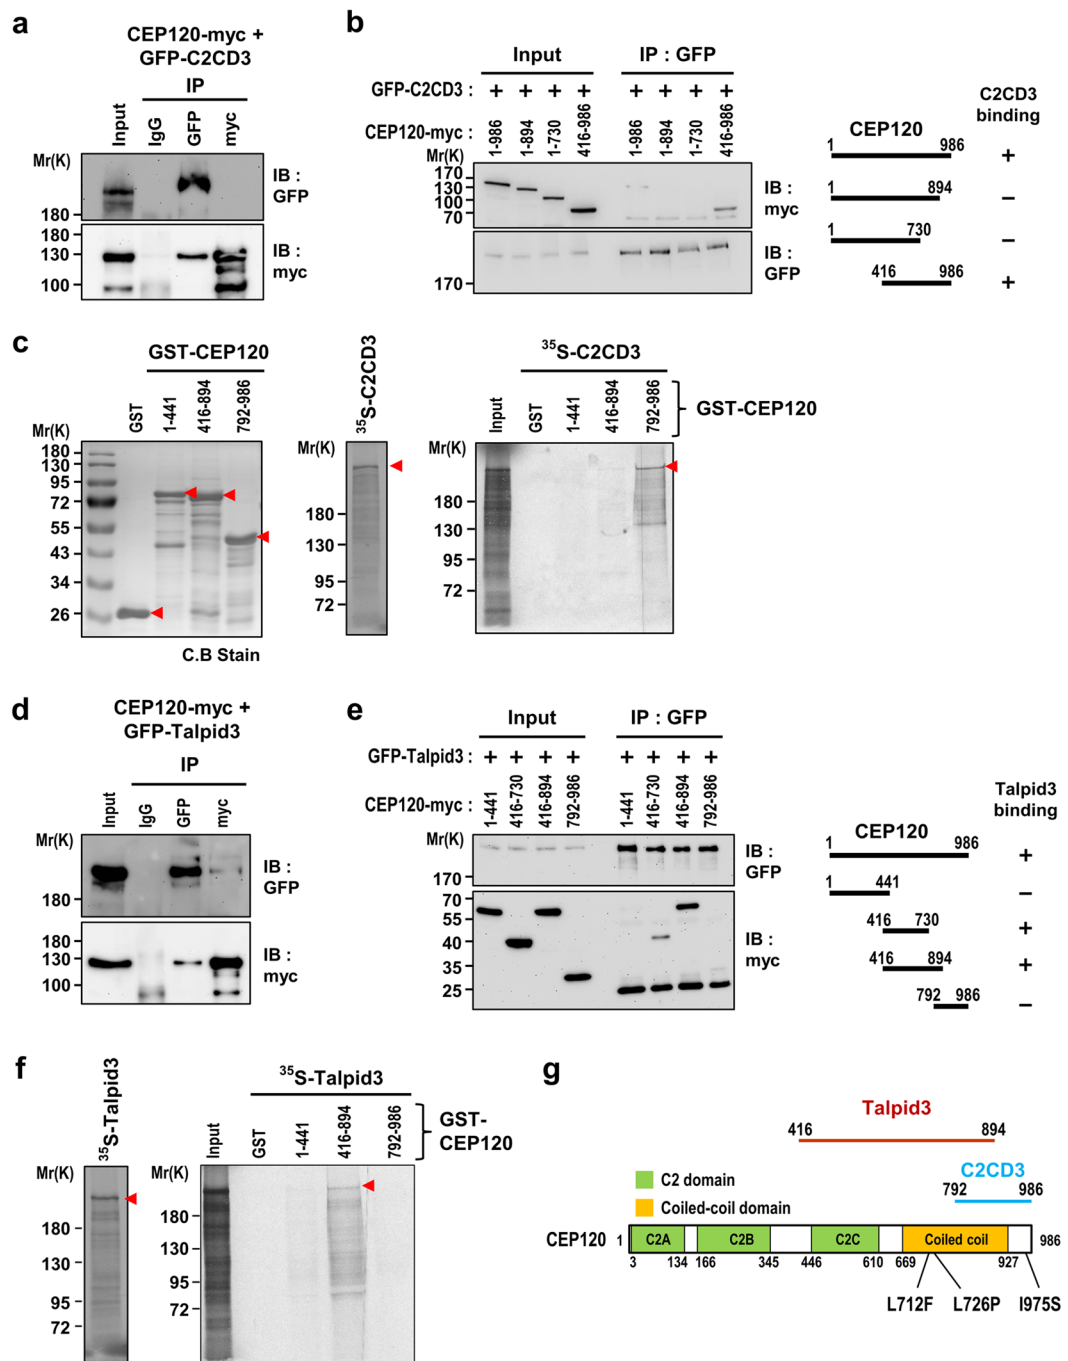 a
CEP120-myc +
GFP-C2CD3
IP
Input IgG GFP myc
Mr(K)
IB :
GFP
180
180
130
100
IB :
myc
b
Input IP : GFP
GFP-C2CD3 : + + + + + + + +
CEP120-myc : 1-986 1-894 1-730 416-986 1-986 1-894 1-730 416-986
Mr(K)
170
130
100
70
IB :
myc
170
IB :
GFP
C2CD3
binding
CEP120
1 986 +
1 894 −
1 730 −
416 986 +
c
GST-CEP120
GST 1-441 416-894 792-986
Mr(K)
180
130
95
72
55
43
34
26
C.B Stain
35S-C2CD3
Mr(K)
180
130
95
72
35S-C2CD3
Input GST 1-441 416-894 792-986
GST-CEP120
Mr(K)
180
130
95
72
d
CEP120-myc +
GFP-Talpid3
IP
Input IgG GFP myc
Mr(K)
IB :
GFP
180
180
130
100
IB :
myc
e
Input IP : GFP
GFP-Talpid3 : + + + + + + + +
CEP120-myc : 1-441 416-730 416-894 792-986 1-441 416-730 416-894 792-986
Mr(K)
170
IB :
GFP
70
55
40
35
25
IB :
myc
Talpid3
binding
CEP120
1 986 +
1 441 −
416 730 +
416 894 +
792 986 −
f
35S-Talpid3
Mr(K)
180
130
95
72
35S-Talpid3
Input GST 1-441 416-894 792-986
GST-
CEP120
Mr(K)
180
130
95
72
g
Talpid3
416 894
C2CD3
792 986
C2 domain
Coiled-coil domain
CEP120 1 C2A C2B C2C Coiled coil 986
3 134 166 345 446 610 669 927
L712F L726P I975S